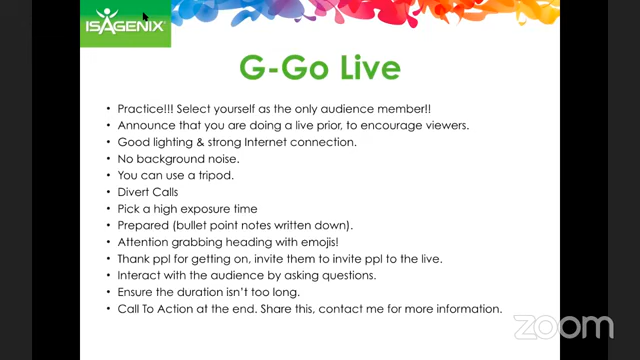 ISAGENIX
G-Go Live
• Practice!!! Select yourself as the only audience member!!
• Announce that you are doing a live prior, to encourage viewers.
• Good lighting & strong Internet connection.
• No background noise.
• You can use a tripod.
• Divert Calls
• Pick a high exposure time
• Prepared (bullet point notes written down).
• Attention grabbing heading with emojis!
• Thank ppl for getting on, invite them to invite ppl to the live.
• Interact with the audience by asking questions.
• Ensure the duration isn't too long.
• Call To Action at the end. Share this, contact me for more information.
zoom